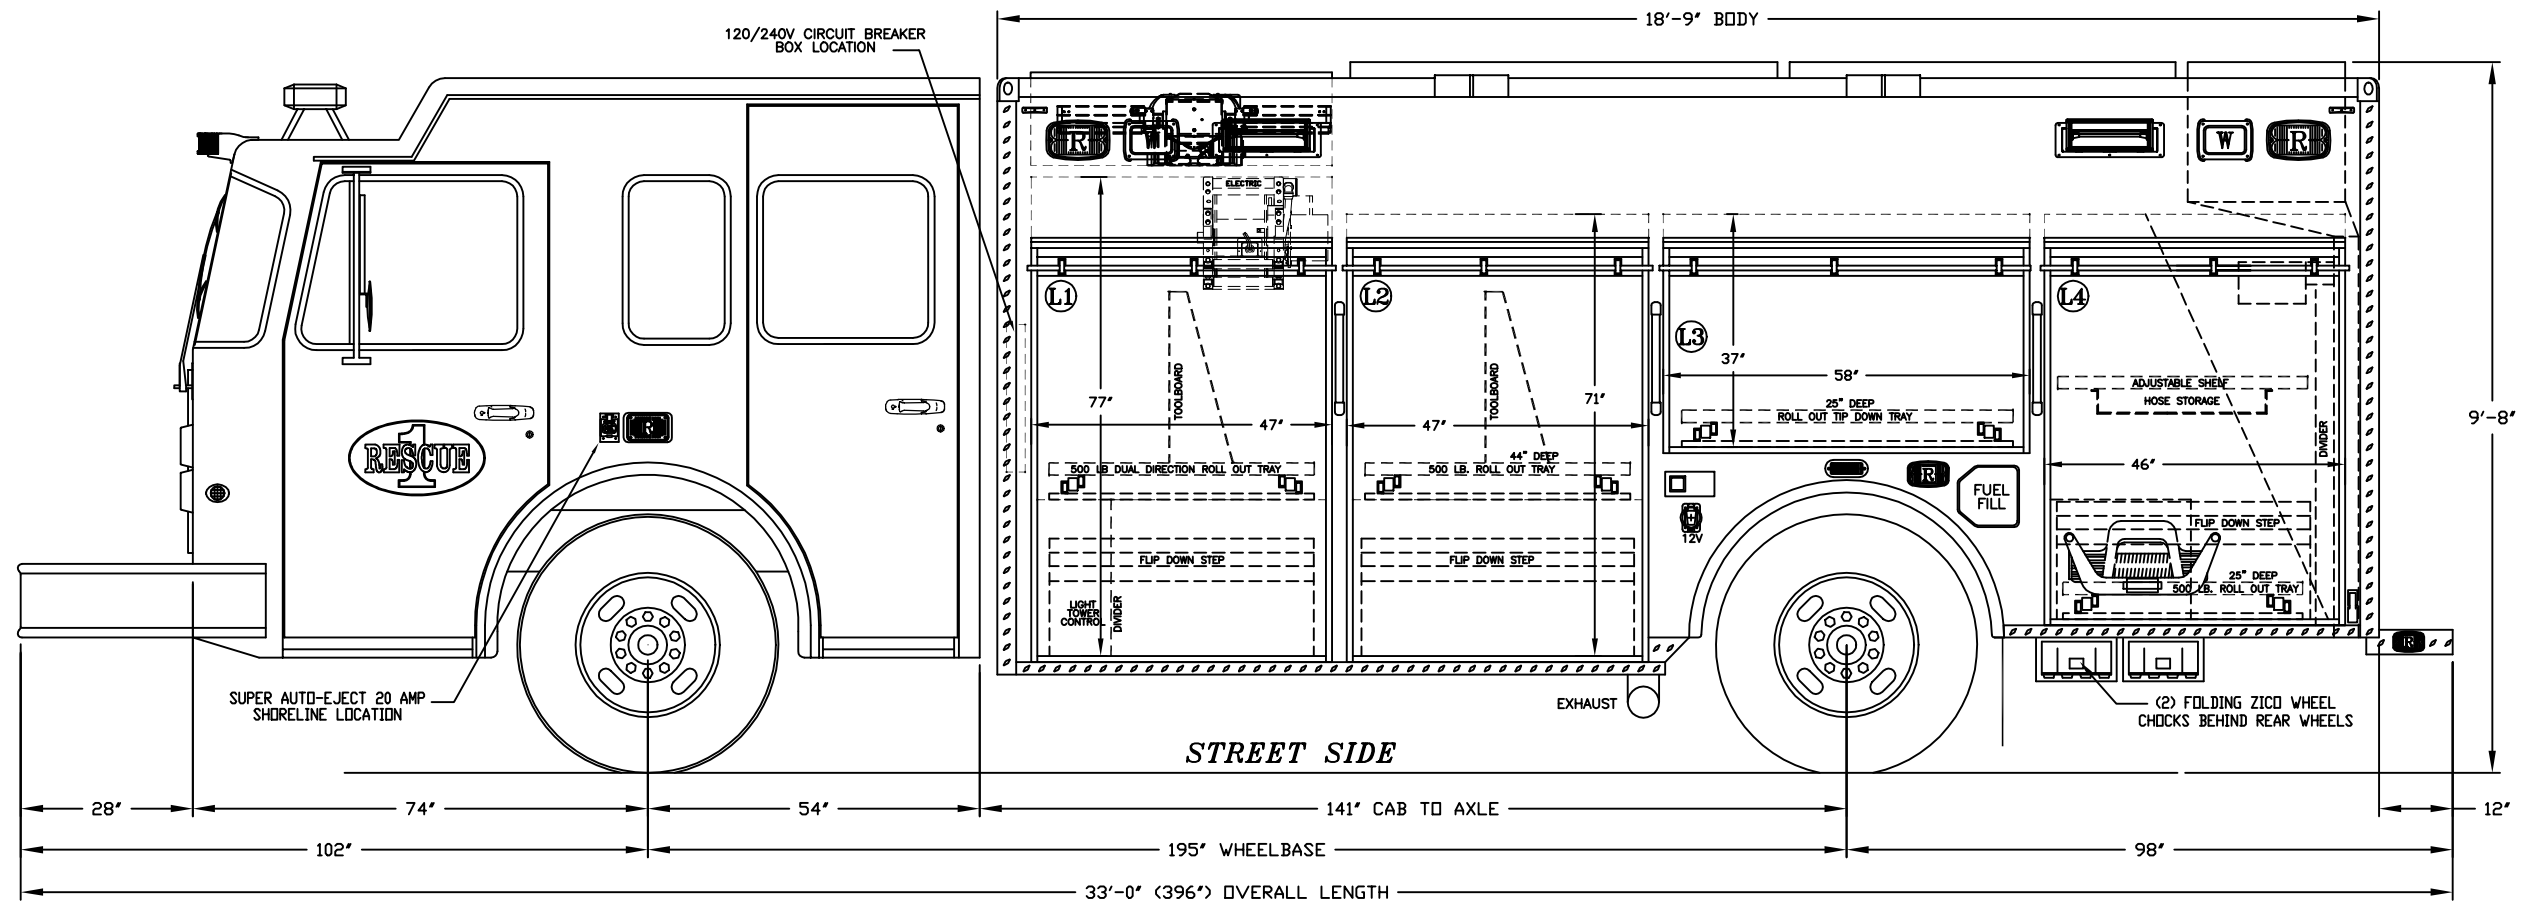 18'-9" BODY
120/240V CIRCUIT BREAKER
BOX LOCATION
R
W
W
R
ELECTRIC
L1
L2
L3
L4
37"
58"
77"
71"
TOOLBOARD
TOOLBOARD
ADJUSTABLE SHELF
HOSE STORAGE
25" DEEP
ROLL OUT TIP DOWN TRAY
9'-8"
47"
47"
DIVIDER
1
RESCUE
R
44" DEEP
500 LB DUAL DIRECTION ROLL OUT TRAY
500 LB. ROLL OUT TRAY
46"
R
FUEL
FILL
12V
FLIP DOWN STEP
FLIP DOWN STEP
FLIP DOWN STEP
25" DEEP
500 LB. ROLL OUT TRAY
LIGHT
TOWER
CONTROL
DIVIDER
R
SUPER AUTO-EJECT 20 AMP
SHORELINE LOCATION
EXHAUST
(2) FOLDING ZICO WHEEL
CHOCKS BEHIND REAR WHEELS
STREET SIDE
28"
74"
54"
141" CAB TO AXLE
12"
102"
195" WHEELBASE
98"
33'-0" (396") OVERALL LENGTH